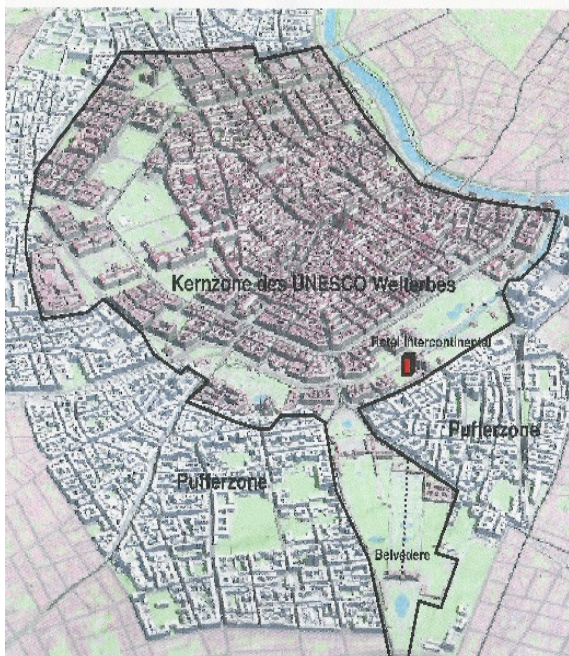 Kernzone des UNESCO Welterbes
Hotel Intercontinental
Pufferzone
Pufferzone
Belvedere